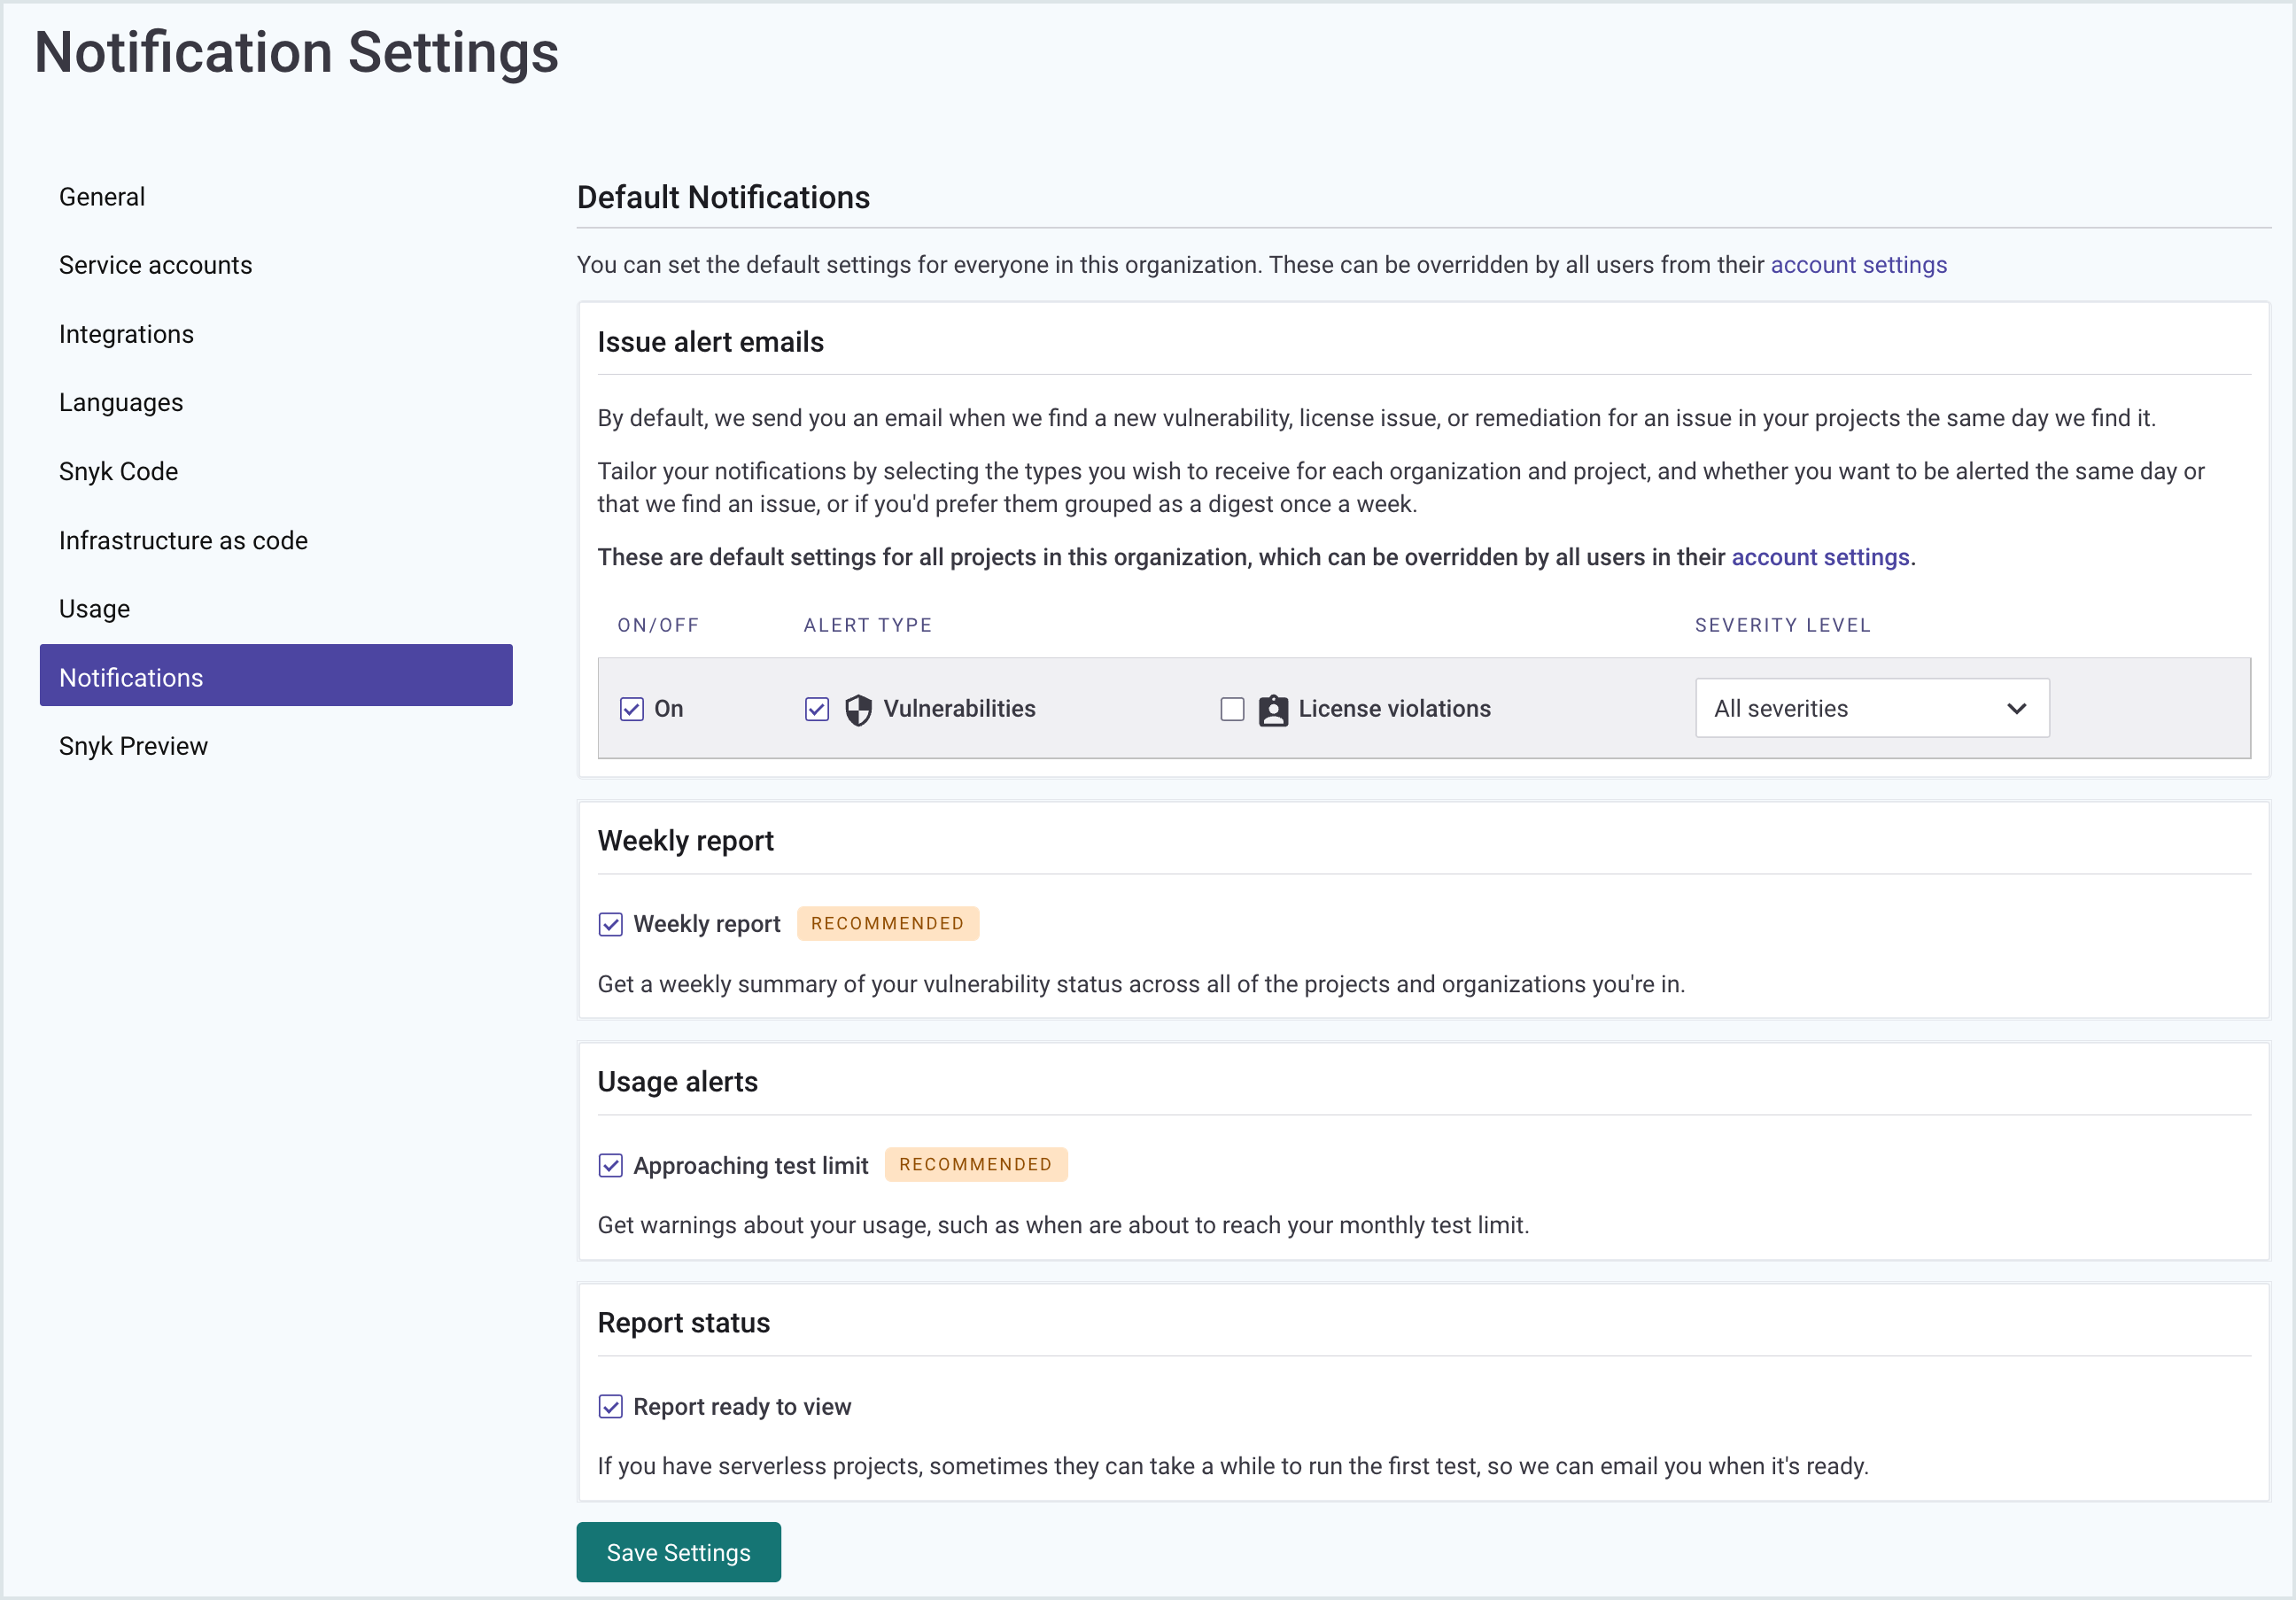 Notification Settings
General
Service accounts
Integrations
Languages
Snyk Code
Infrastructure as code
Usage
Notifications
Snyk Preview
Default Notifications
You can set the default settings for everyone in this organization. These can be overridden by all users from their account settings
Issue alert emails
By default, we send you an email when we find a new vulnerability, license issue, or remediation for an issue in your projects the same day we find it.
Tailor your notifications by selecting the types you wish to receive for each organization and project, and whether you want to be alerted the same day or
that we find an issue, or if you'd prefer them grouped as a digest once a week.
These are default settings for all projects in this organization, which can be overridden by all users in their account settings.
ON/OFF ALERT TYPE SEVERITY LEVEL
On Vulnerabilities License violations All severities
Weekly report
Weekly report RECOMMENDED
Get a weekly summary of your vulnerability status across all of the projects and organizations you're in.
Usage alerts
Approaching test limit RECOMMENDED
Get warnings about your usage, such as when are about to reach your monthly test limit.
Report status
Report ready to view
If you have serverless projects, sometimes they can take a while to run the first test, so we can email you when it's ready.
Save Settings